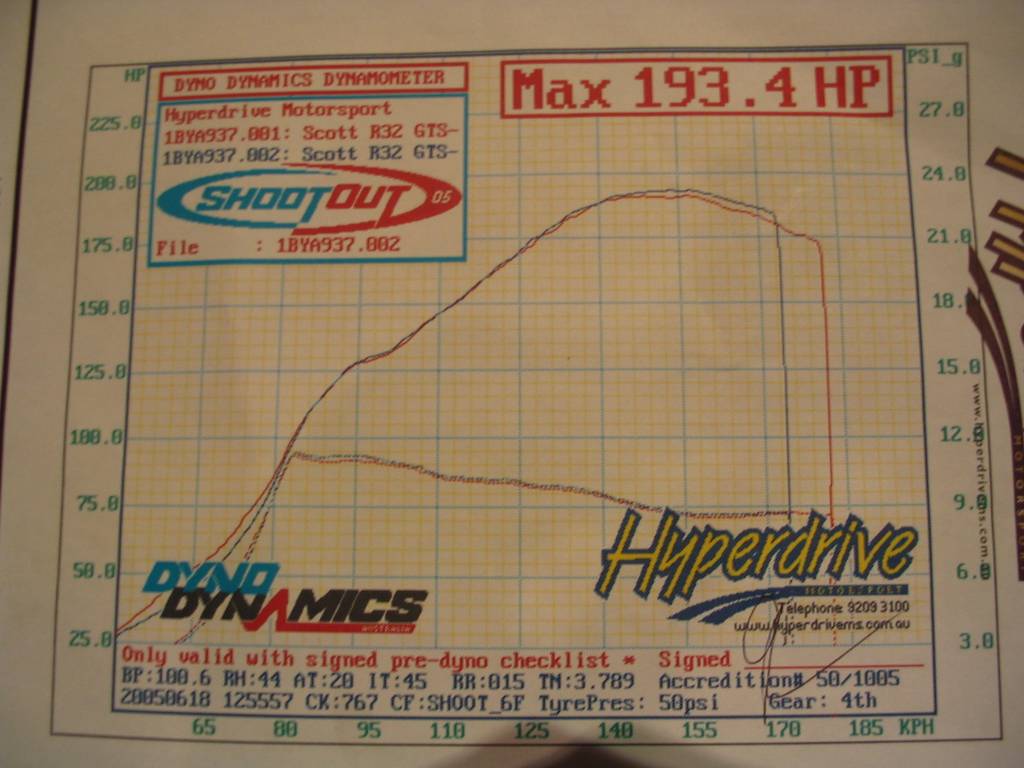 HP
PSI_g
DYNO DYNAMICS DYNAMOMETER
Max 193.4 HP
Hyperdrive Motorsport
1BYA937.001: Scott R32 GTS-
1BYA937.002: Scott R32 GTS-
SHOOTOUT 05
File : 1BYA937.002
225.0
200.0
175.0
150.0
125.0
100.0
75.0
50.0
25.0
27.0
24.0
21.0
18.
15.0
12.
9.
6.
3.0
DYNO
DYNAMICS
Hyperdrive
MOTORSPORT
Telephone 9209 3100
www.hyperdrivems.com.au
www.hyperdrivems.com.au
Only valid with signed pre-dyno checklist * Signed
BP:100.6 RH:44 AT:20 IT:45 RR:015 TN:3.789 Accredition# 50/1005
20050618 125557 CK:767 CF:SHOOT_6F TyrePres: 50psi Gear: 4th
65 80 95 110 125 140 155 170 185 KPH